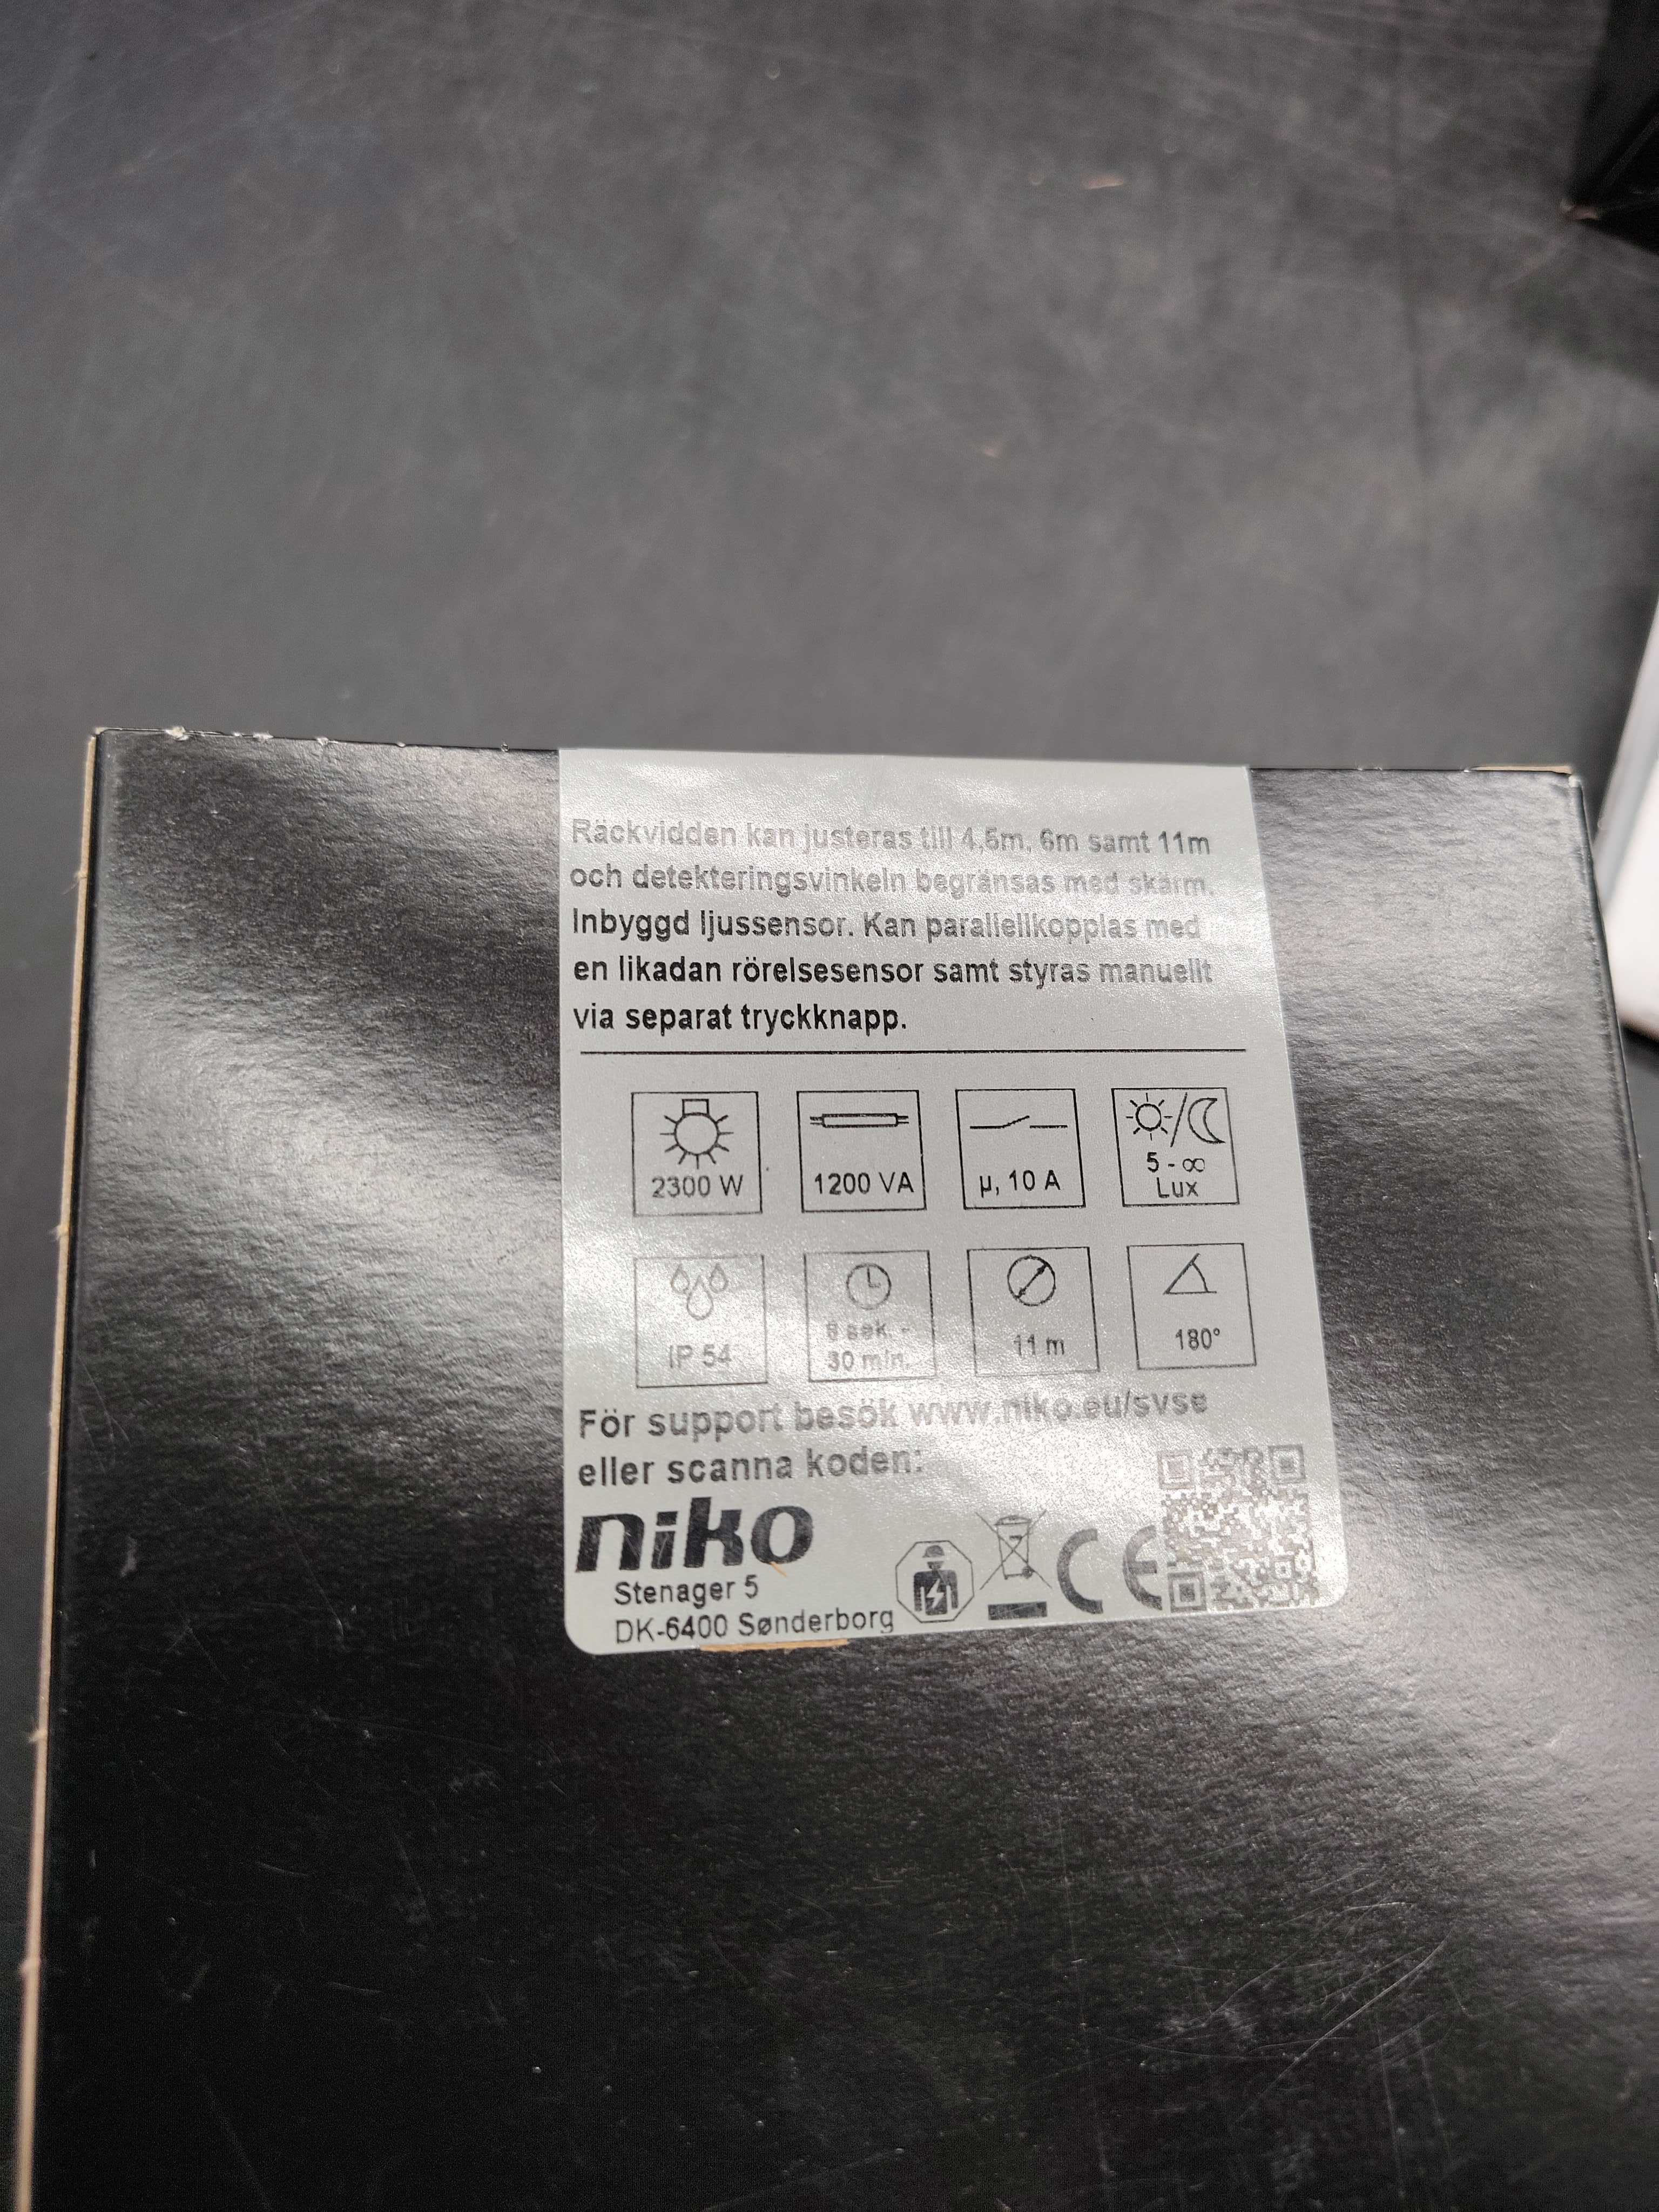 Räckvidden kan justeras till 4,5m, 6m samt 11m
och detekteringsvinkeln begränsas med skärm.
Inbyggd ljussensor. Kan parallellkopplas med
en likadan rörelsesensor samt styras manuellt
via separat tryckknapp.
2300 W
1200 VA
µ, 10 A
5 - ∞
Lux
IP 54
sek. -
30 min.
11 m
180°
För support besök www.niko.eu/svse
eller scanna koden:
niko
Stenager 5
DK-6400 Sønderborg
CE